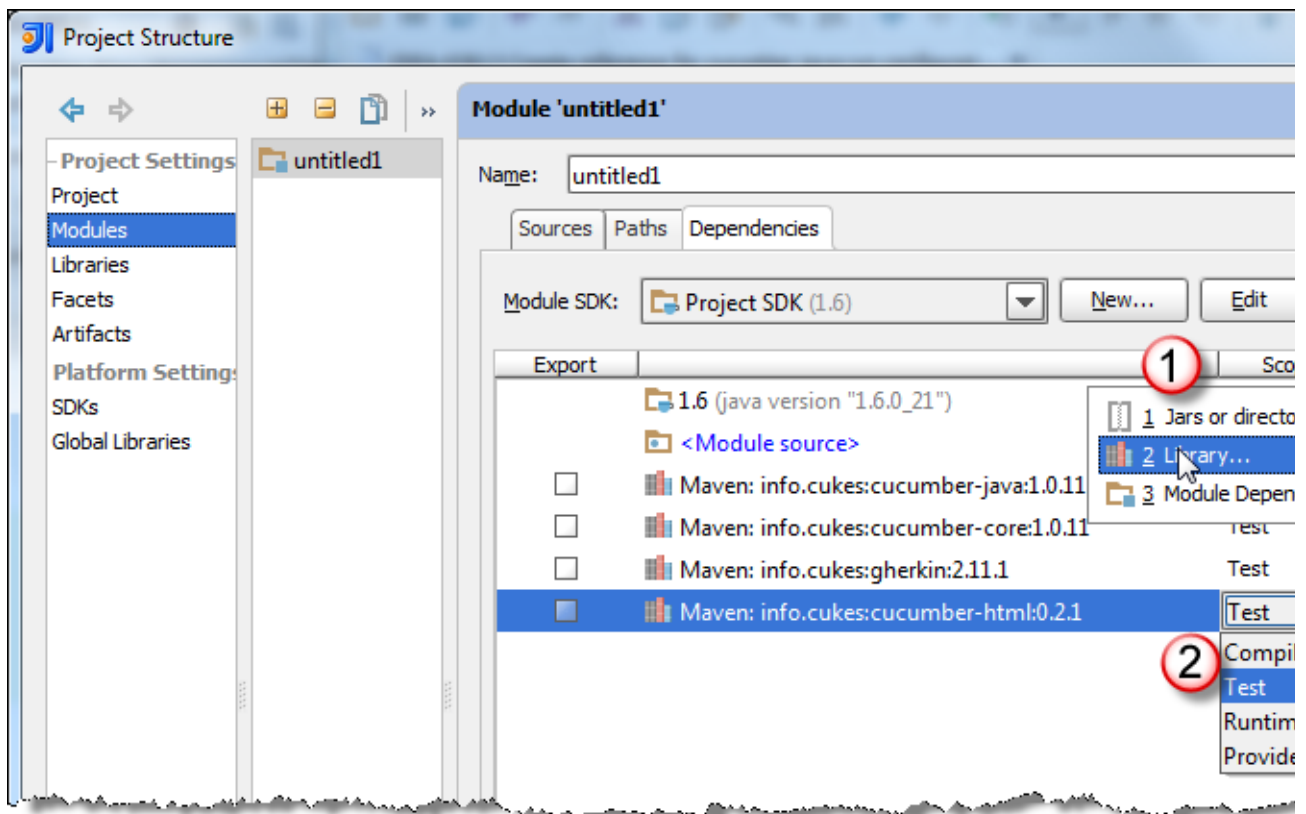 Project Structure
Module 'untitled1'
Project Settings
untitled1
Project
Name: untitled1
Modules
Sources Paths Dependencies
Libraries
Facets
Module SDK: Project SDK (1.6) New... Edit
Artifacts
Platform Settings
Export 1 Sco
SDKs
1.6 (java version "1.6.0_21") 1 Jars or directo
Global Libraries
<Module source> 2 Library...
Maven: info.cukes:cucumber-java:1.0.11 3 Module Depen
Maven: info.cukes:cucumber-core:1.0.11 Test
Maven: info.cukes:gherkin:2.11.1 Test
Maven: info.cukes:cucumber-html:0.2.1 Test
2 Compil
Test
Runtim
Provide